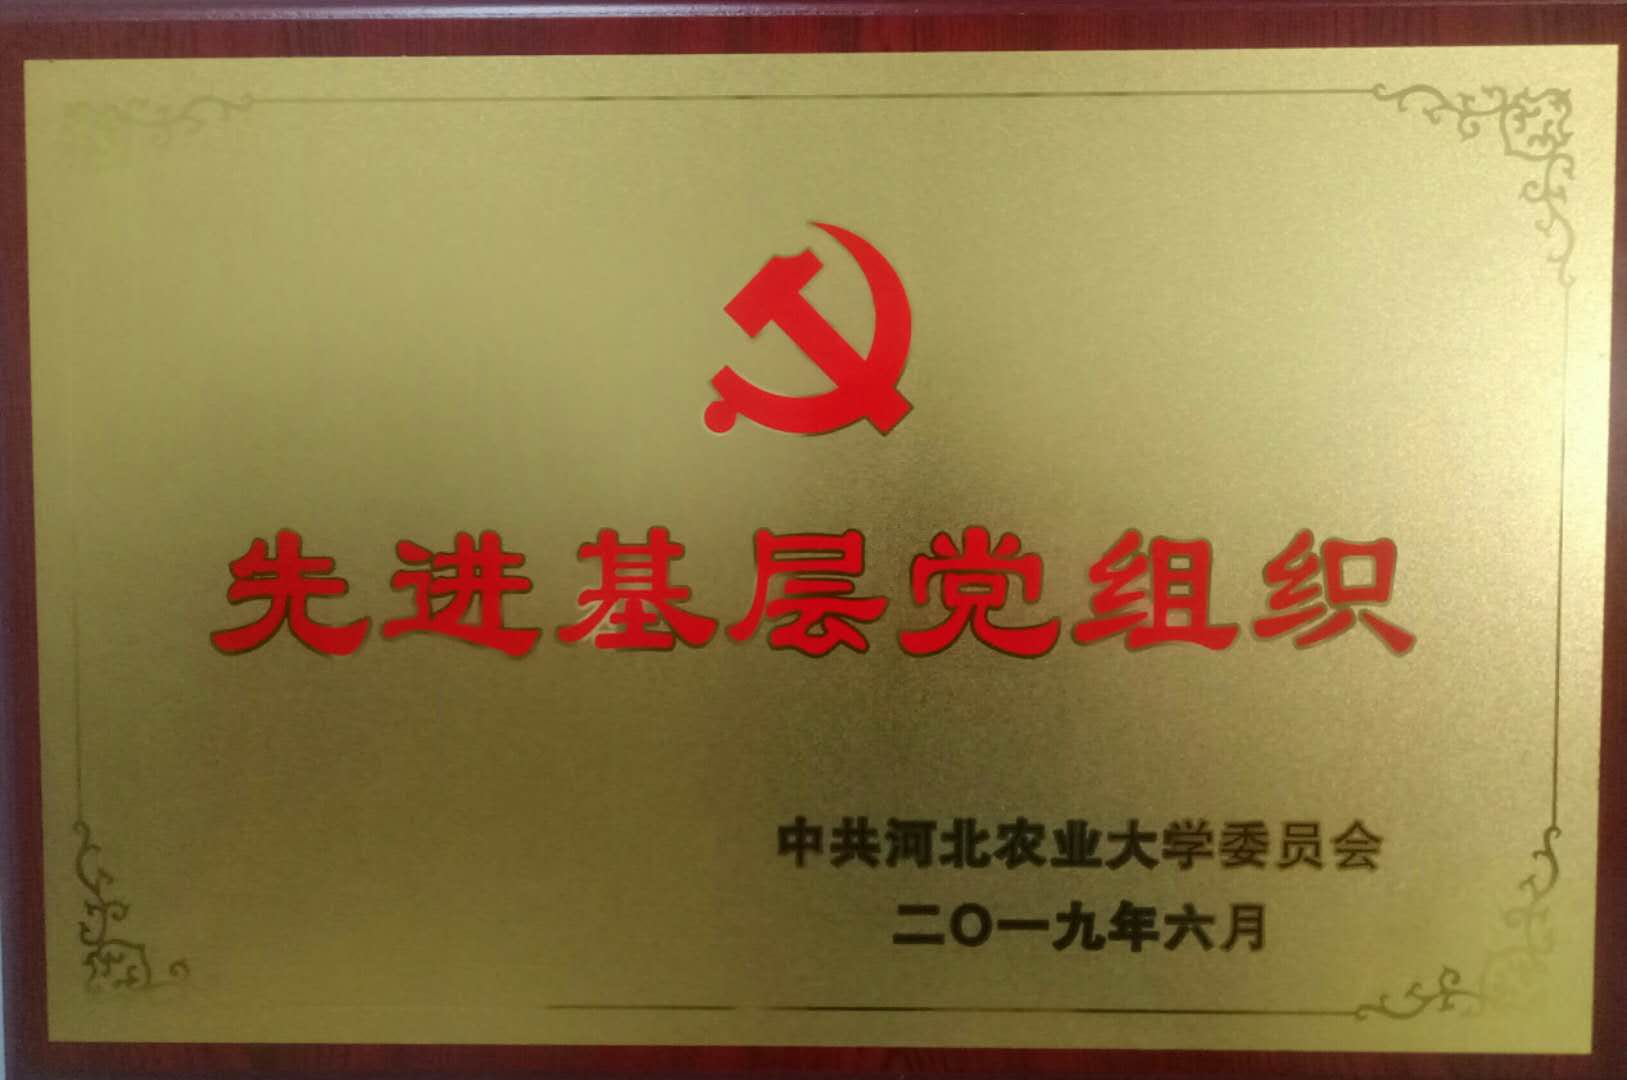 先进基层党组织
中共河北农业大学委员会
二〇一九年六月